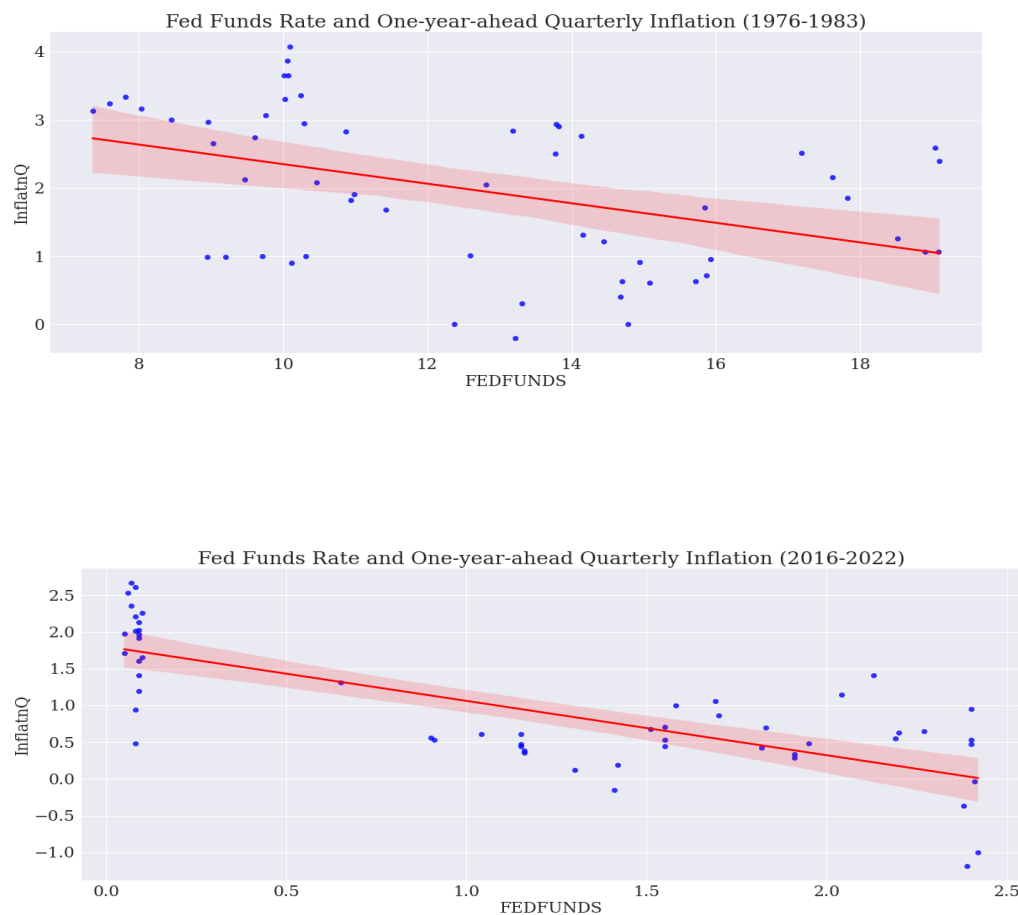 Fed Funds Rate and One-year-ahead Quarterly Inflation (1976-1983)
4
3
2
1
0
InflatnQ
8 10 12 14 16 18
FEDFUNDS
Fed Funds Rate and One-year-ahead Quarterly Inflation (2016-2022)
2.5
2.0
1.5
1.0
0.5
0.0
−0.5
−1.0
InflatnQ
0.0 0.5 1.0 1.5 2.0 2.5
FEDFUNDS